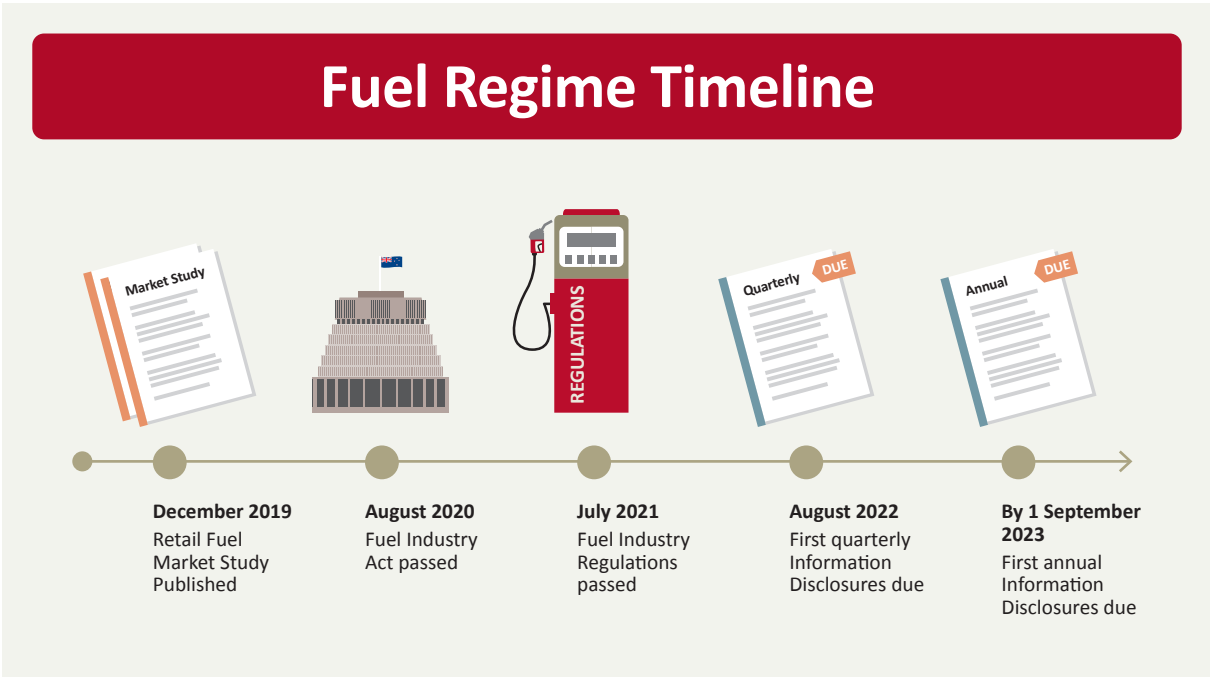 Fuel Regime Timeline
Market Study
REGULATIONS
Quarterly
DUE
Annual
DUE
December 2019
Retail Fuel
Market Study
Published
August 2020
Fuel Industry
Act passed
July 2021
Fuel Industry
Regulations
passed
August 2022
First quarterly
Information
Disclosures due
By 1 September
2023
First annual
Information
Disclosures due